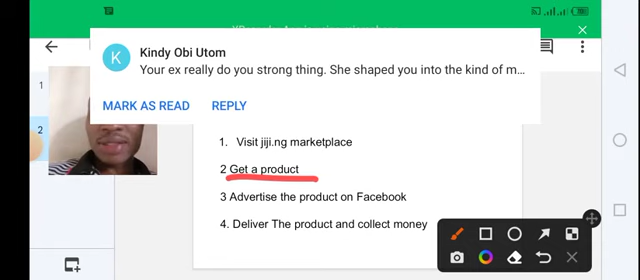 Kindy Obi Utom
Your ex really do you strong thing. She shaped you into the kind of m...
MARK AS READ REPLY
1
2
1. Visit jiji.ng marketplace
2 Get a product
3 Advertise the product on Facebook
4. Deliver The product and collect money
K